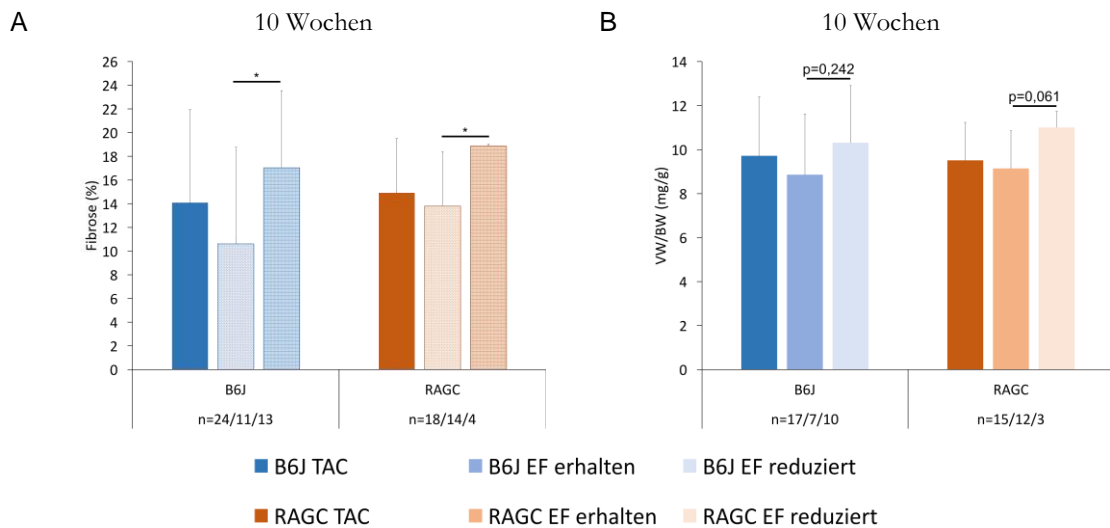 A
10 Wochen
26
24
22
20
18
16
14
12
10
8
6
4
2
0
Fibrose (%)
*
*
B6J
RAGC
n=24/11/13
n=18/14/4
B
10 Wochen
14
12
10
8
6
4
2
0
VW/BW (mg/g)
p=0,242
p=0,061
B6J
RAGC
n=17/7/10
n=15/12/3
B6J TAC
B6J EF erhalten
B6J EF reduziert
RAGC TAC
RAGC EF erhalten
RAGC EF reduziert